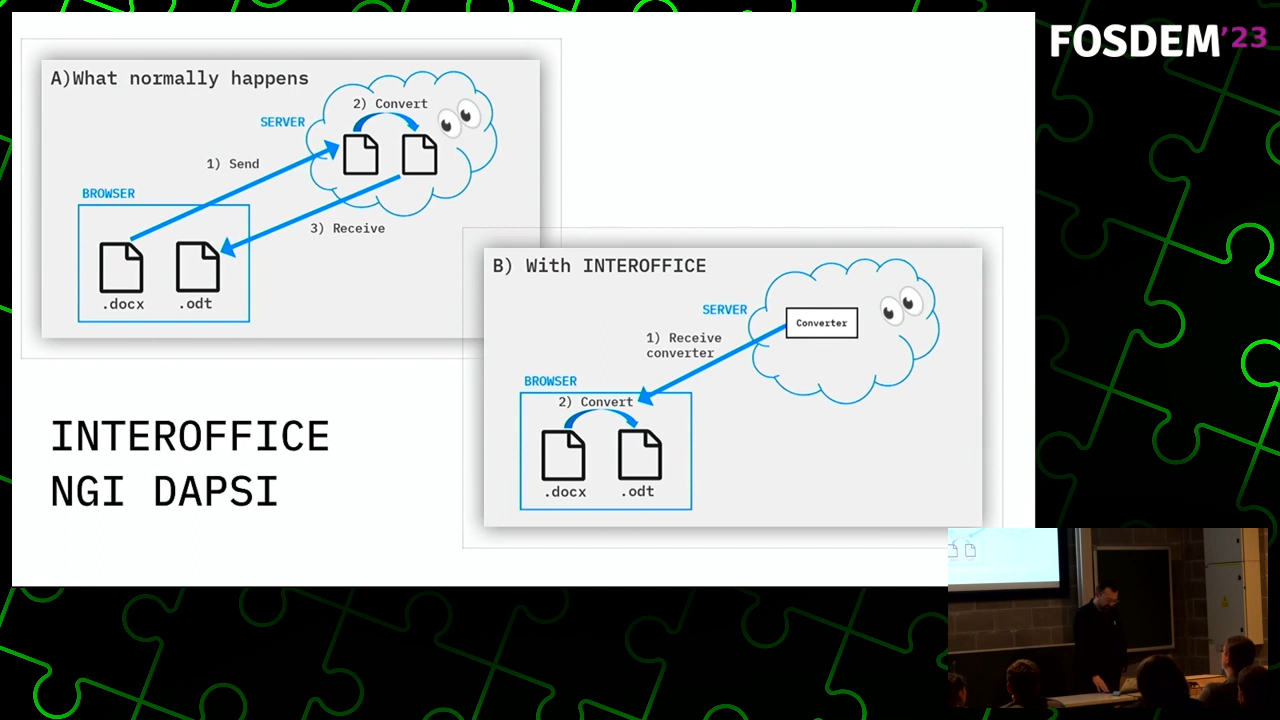 FOSDEM'23
A)What normally happens
2) Convert
SERVER
1) Send
BROWSER
3) Receive
.docx
.odt
B) With INTEROFFICE
SERVER
Converter
1) Receive
converter
BROWSER
2) Convert
.docx
.odt
INTEROFFICE
NGI DAPSI